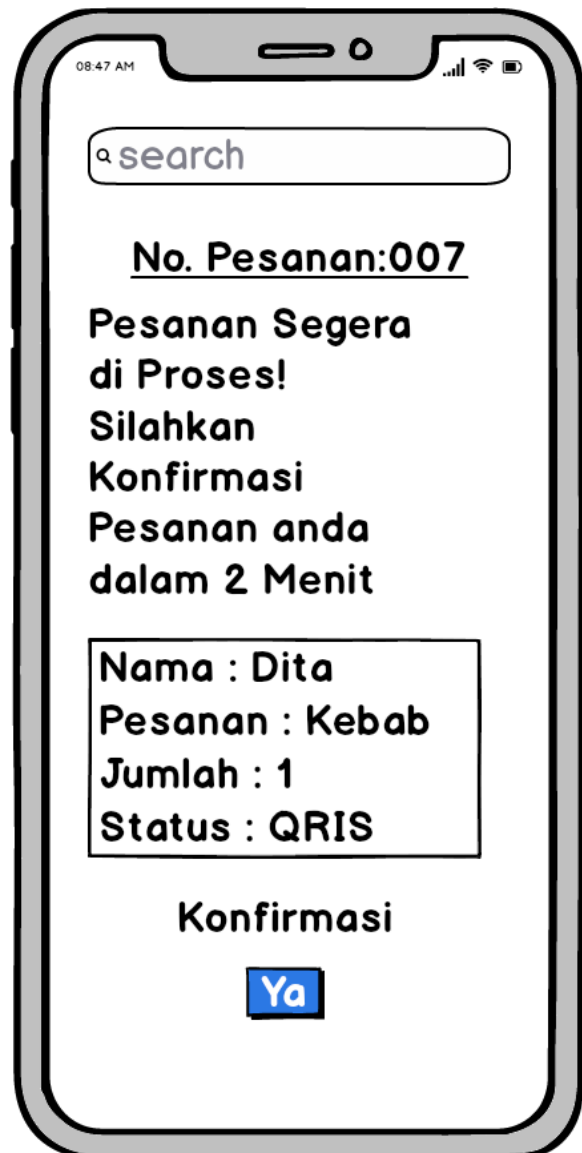 08:47 AM
search
No. Pesanan:007
Pesanan Segera
di Proses!
Silahkan
Konfirmasi
Pesanan anda
dalam 2 Menit
Nama : Dita
Pesanan : Kebab
Jumlah : 1
Status : QRIS
Konfirmasi
Ya